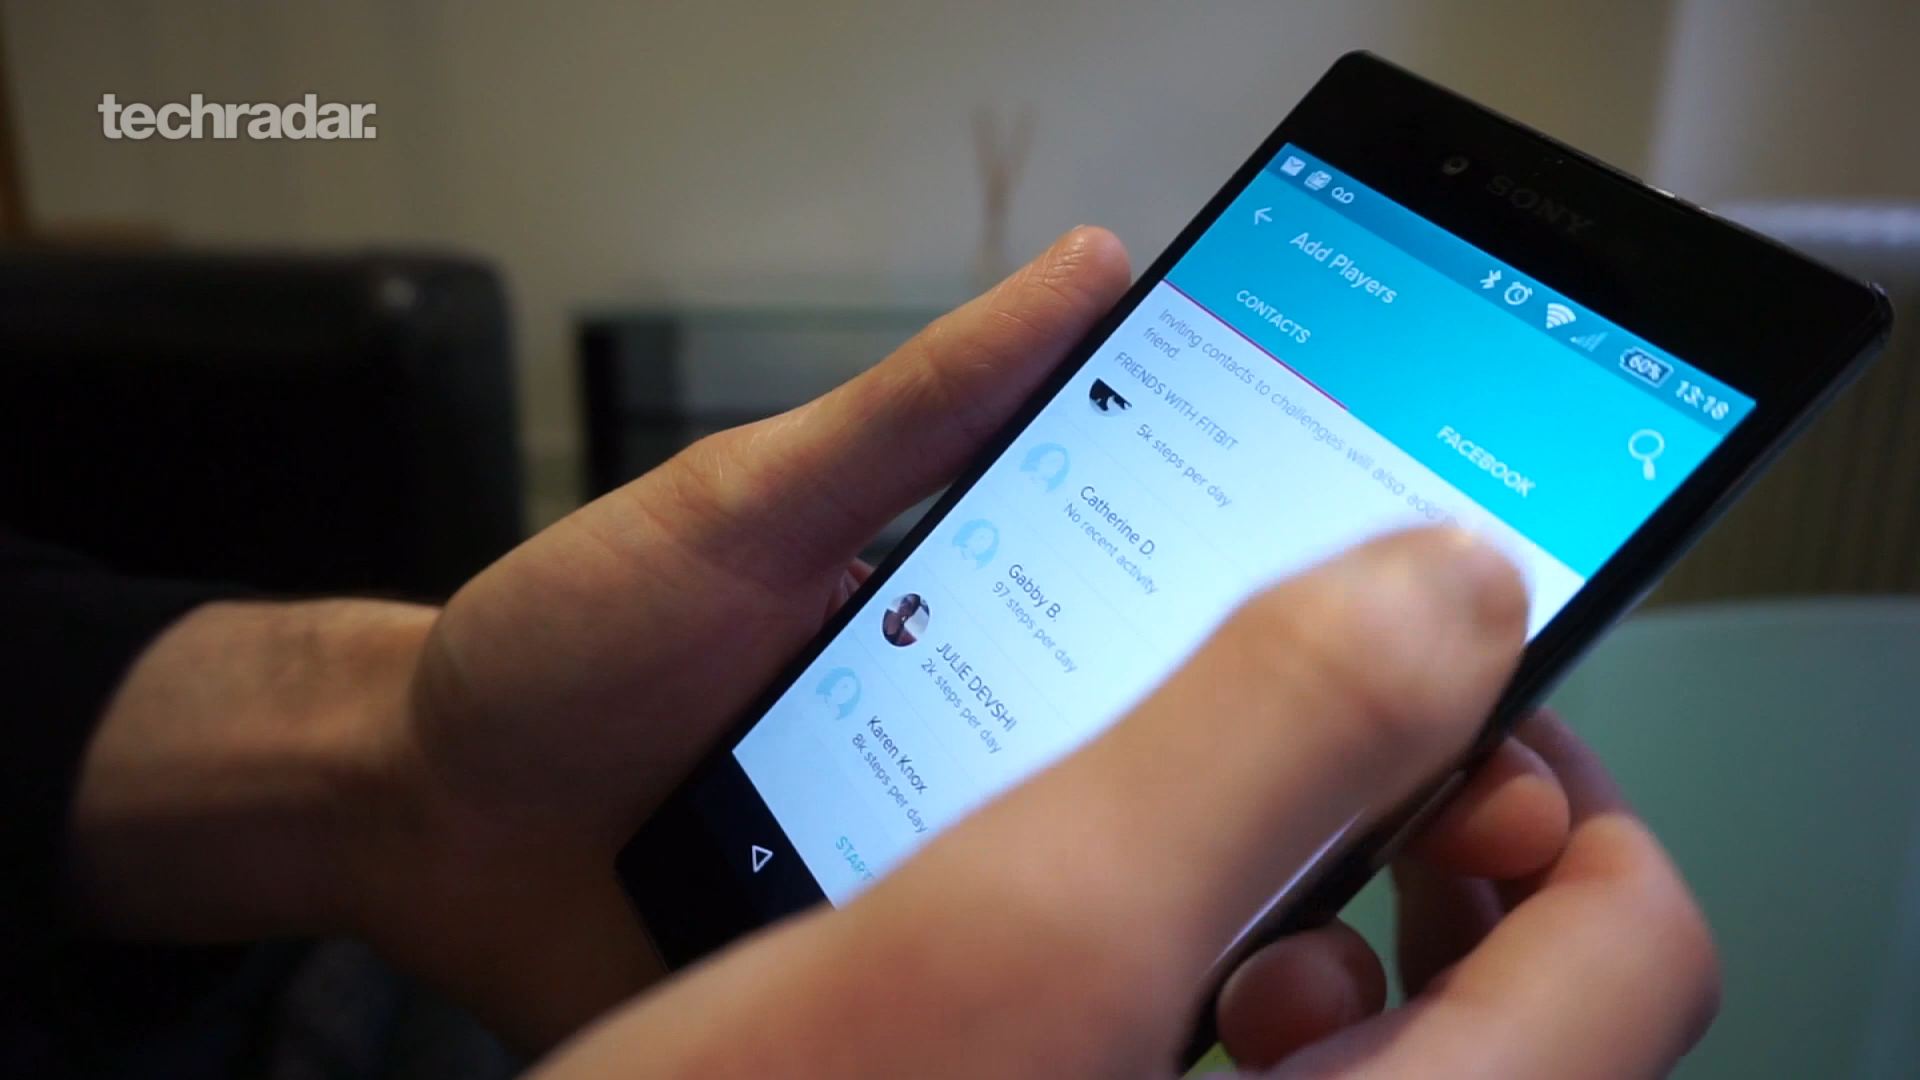 techradar.
SONY
60% 13:18
Add Players
CONTACTS
FACEBOOK
Inviting contacts to challenges will also add
friend.
FRIENDS WITH FITBIT
5k steps per day
Catherine D.
No recent activity
Gabby B.
97 steps per day
JULIE DEVSHI
2k steps per day
Karen Knox
8k steps per day
START